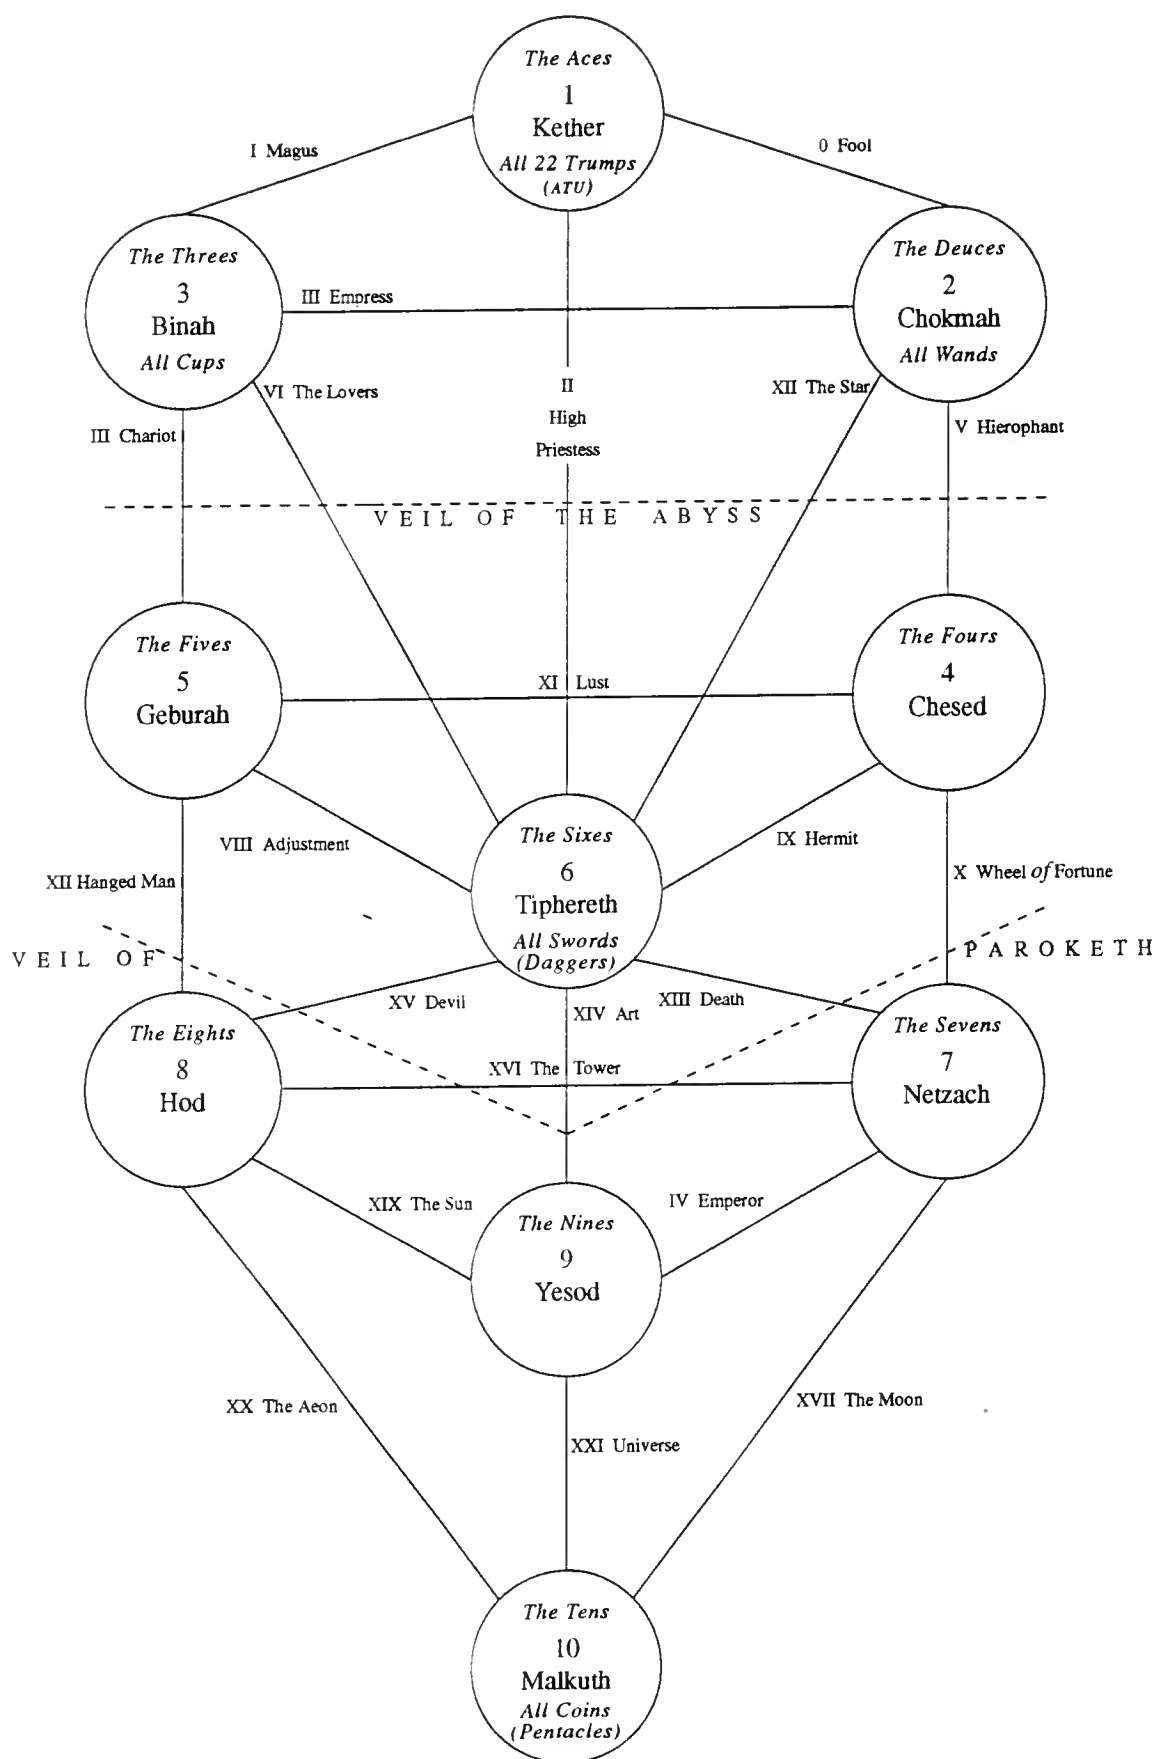 The Aces
1
Kether
All 22 Trumps
(ATU)
I Magus
0 Fool
The Threes
3
Binah
All Cups
The Deuces
2
Chokmah
All Wands
III Empress
VI The Lovers
II
High
Priestess
XII The Star
III Chariot
V Hierophant
VEIL OF THE ABYSS
The Fives
5
Geburah
The Fours
4
Chesed
XI Lust
VIII Adjustment
IX Hermit
The Sixes
6
Tiphereth
All Swords
(Daggers)
XII Hanged Man
X Wheel of Fortune
VEIL OF
PAROKETH
XV Devil
XIV Art
XIII Death
The Eights
8
Hod
The Sevens
7
Netzach
XVI The Tower
XIX The Sun
IV Emperor
The Nines
9
Yesod
XX The Aeon
XVII The Moon
XXI Universe
The Tens
10
Malkuth
All Coins
(Pentacles)